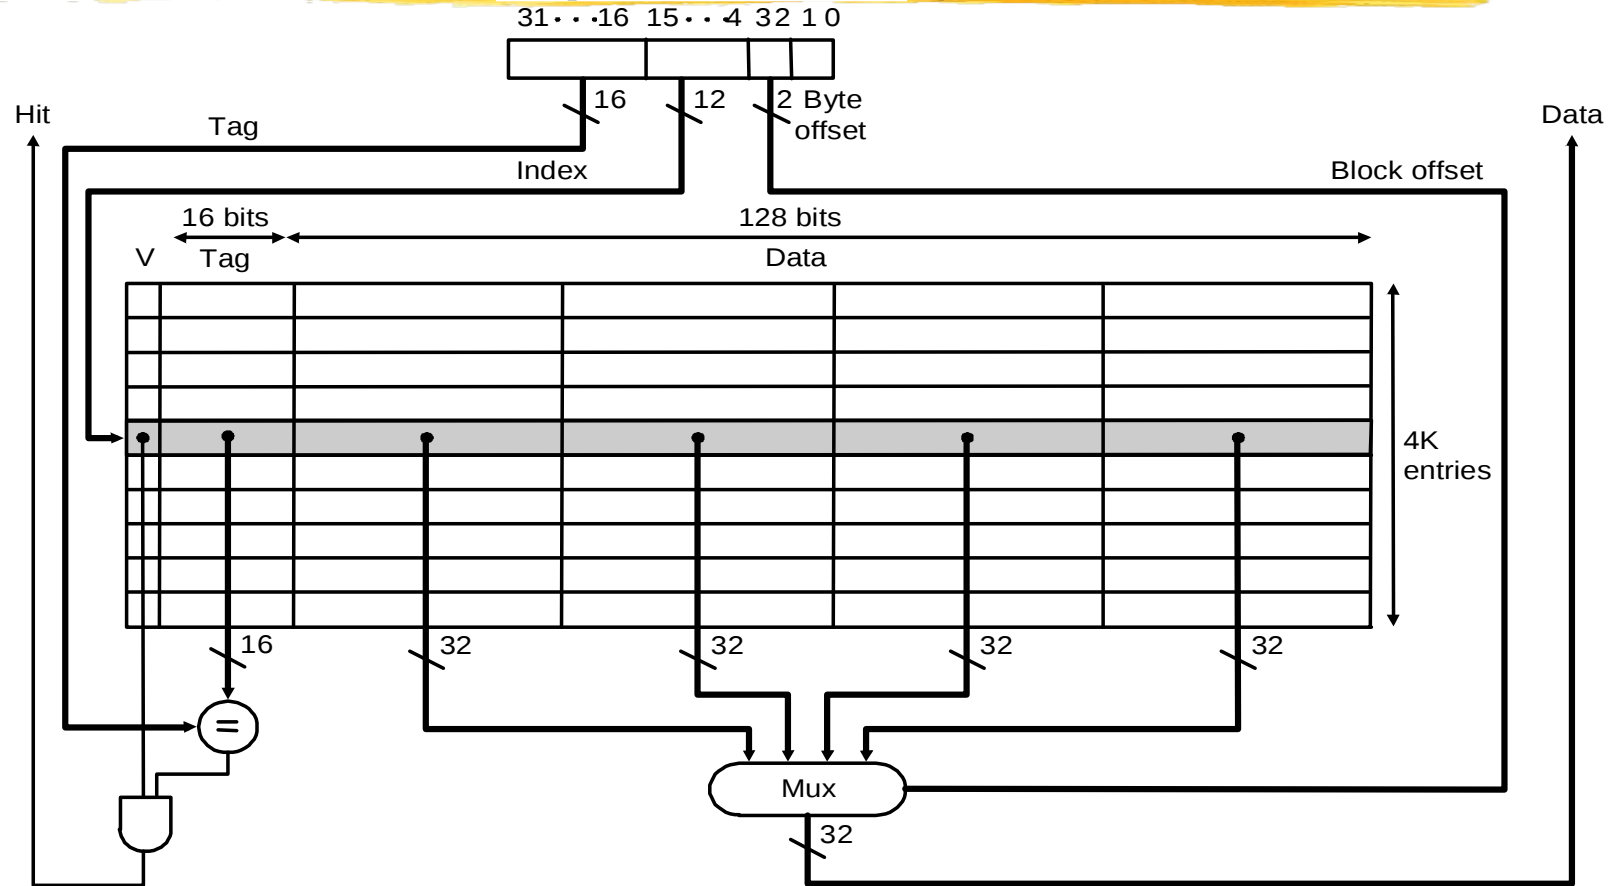 31 · · · 16 15 · · · 4 3 2 1 0
16 12 2 Byte
offset
Hit
Data
Tag
Index
Block offset
16 bits 128 bits
V Tag Data
4K
entries
16 32 32 32 32
=
Mux
32